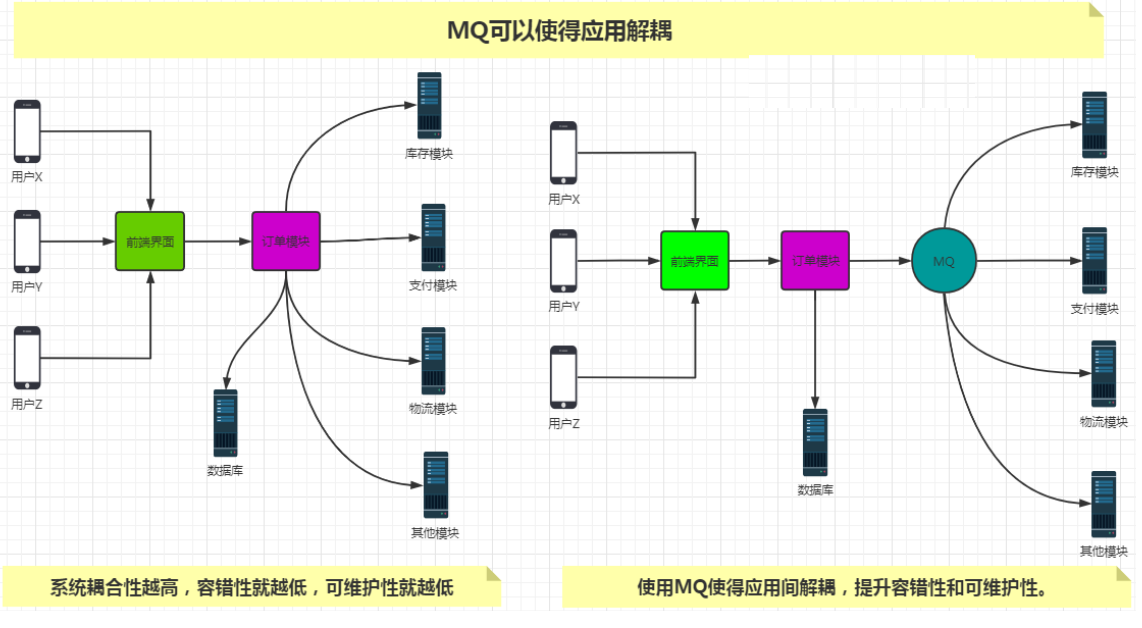 MQ可以使得应用解耦
用户X
用户Y
用户Z
前端界面
订单模块
库存模块
支付模块
物流模块
其他模块
数据库
系统耦合性越高，容错性就越低，可维护性就越低
用户X
用户Y
用户Z
前端界面
订单模块
MQ
库存模块
支付模块
物流模块
其他模块
数据库
使用MQ使得应用间解耦，提升容错性和可维护性。